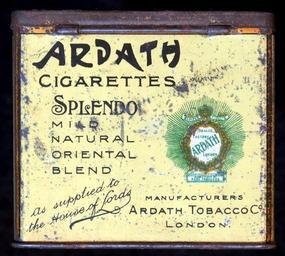 ARDATH
CIGARETTES
SPLENDO
MILD
NATURAL
ORIENTAL
BLEND
ARDATH
LONDON
as supplied to
the House of Lords
MANUFACTURERS
ARDATH TOBACCO Co
LONDON